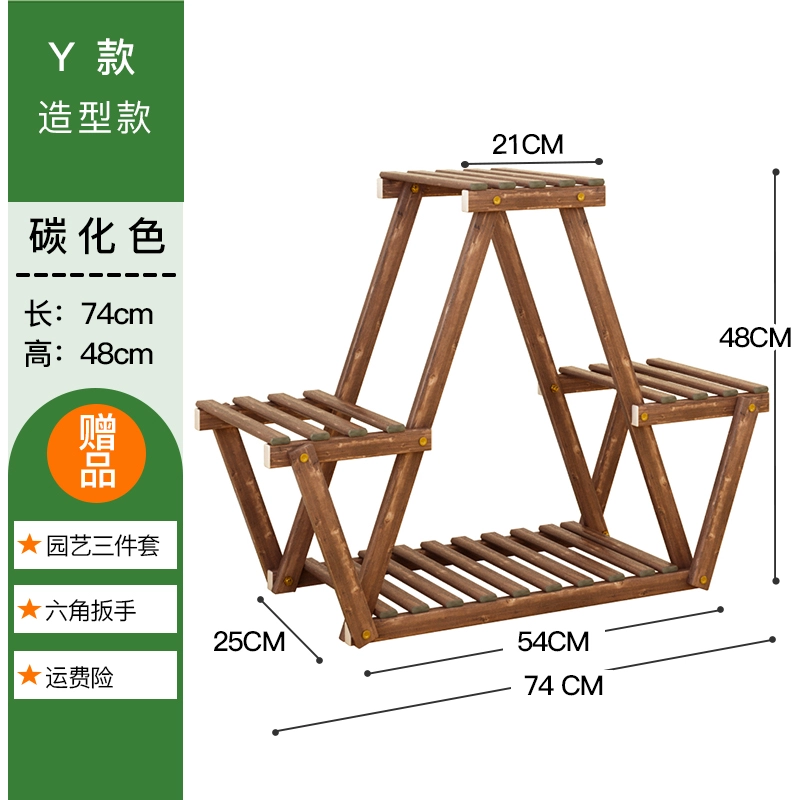 Y 款
造型款
碳化色
长：74cm
高：48cm
赠品
园艺三件套
六角扳手
运费险
21CM
48CM
25CM
54CM
74 CM